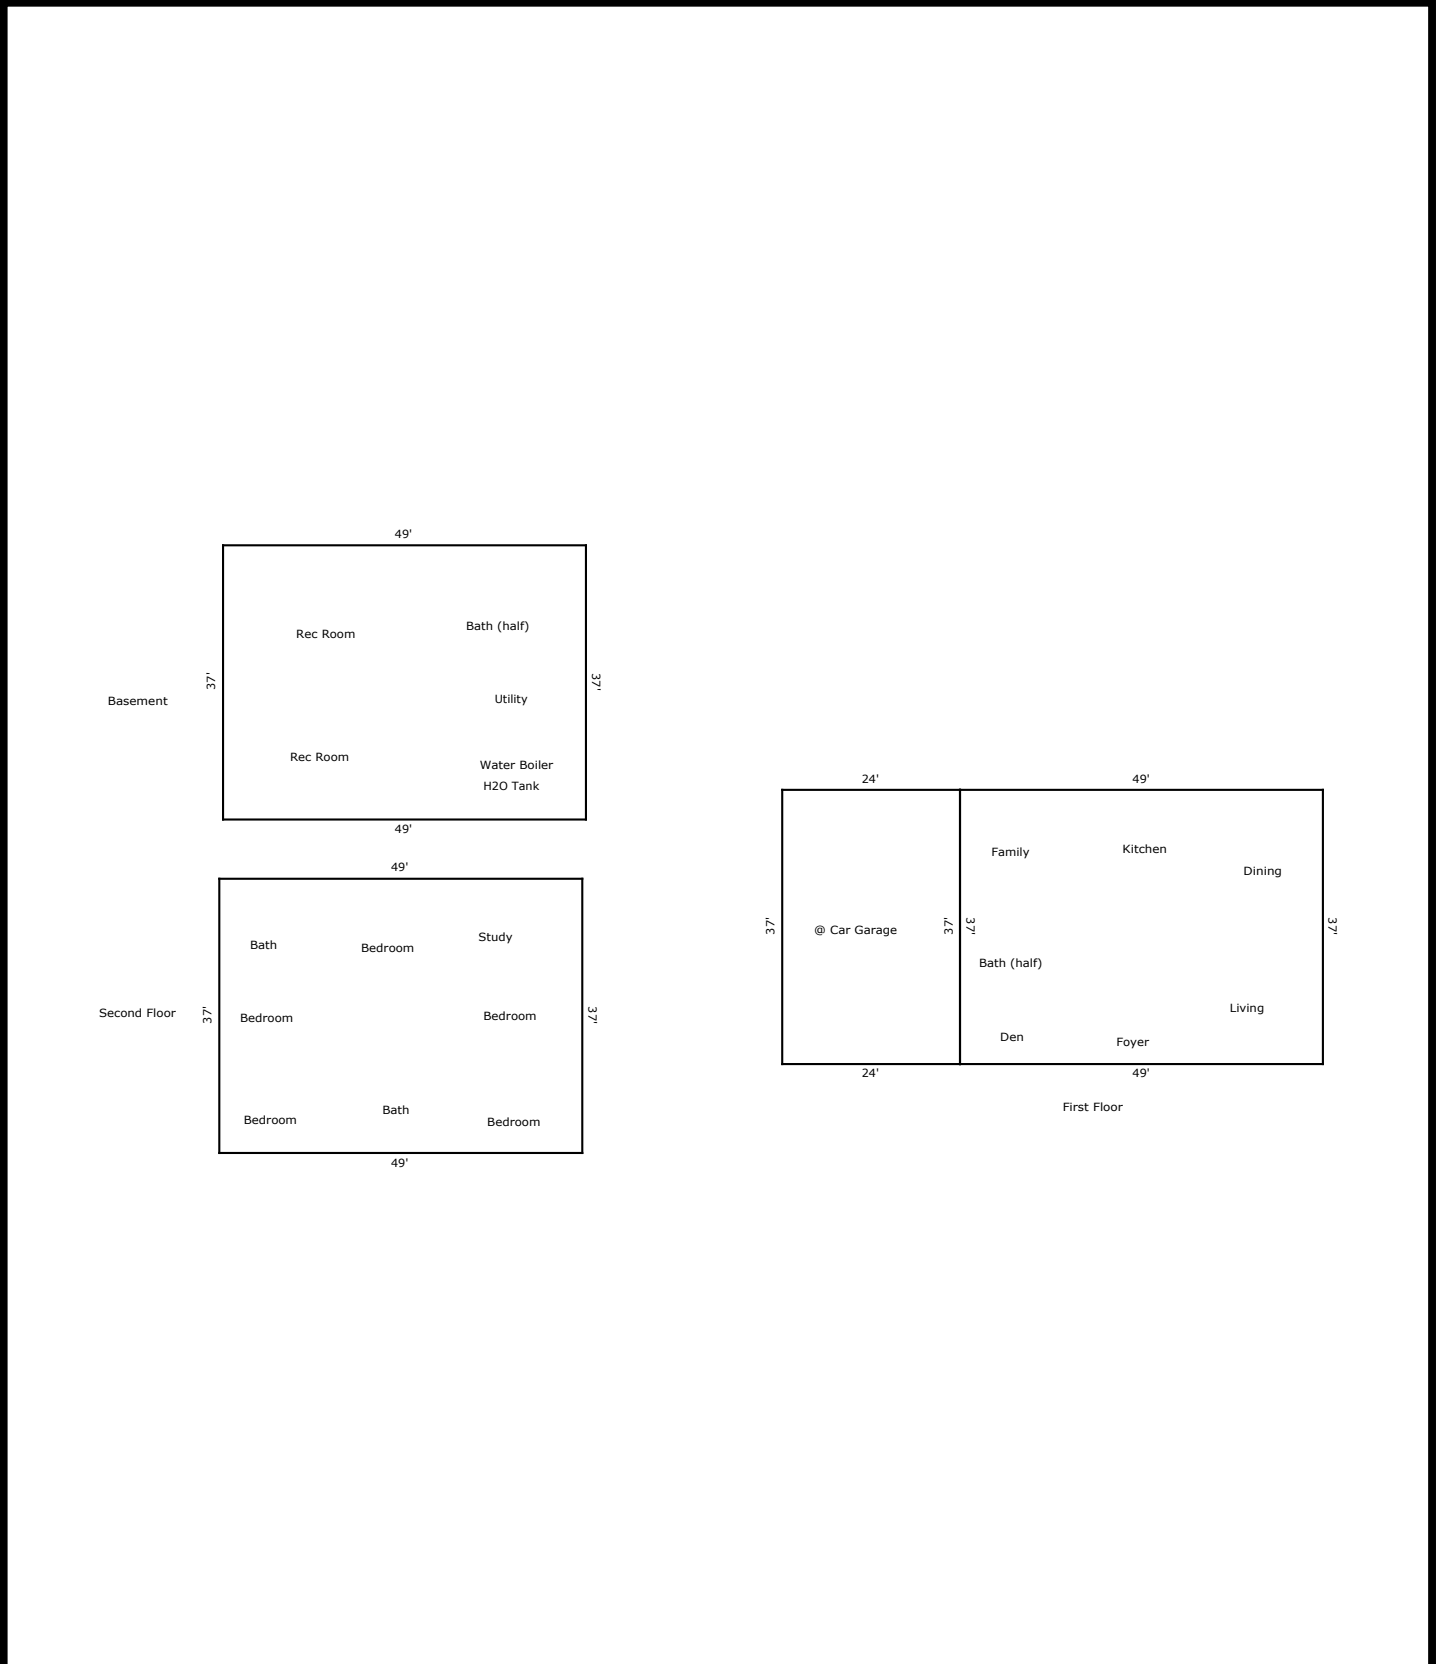 49'
Rec Room
Bath (half)
37'
37'
Basement
Utility
Rec Room
Water Boiler
H2O Tank
49'
49'
Bath
Bedroom
Study
Second Floor
37'
Bedroom
Bedroom
37'
Bedroom
Bath
Bedroom
49'
24'
49'
Family
Kitchen
Dining
37'
@ Car Garage
37'
37'
37'
Bath (half)
Living
Den
Foyer
24'
49'
First Floor